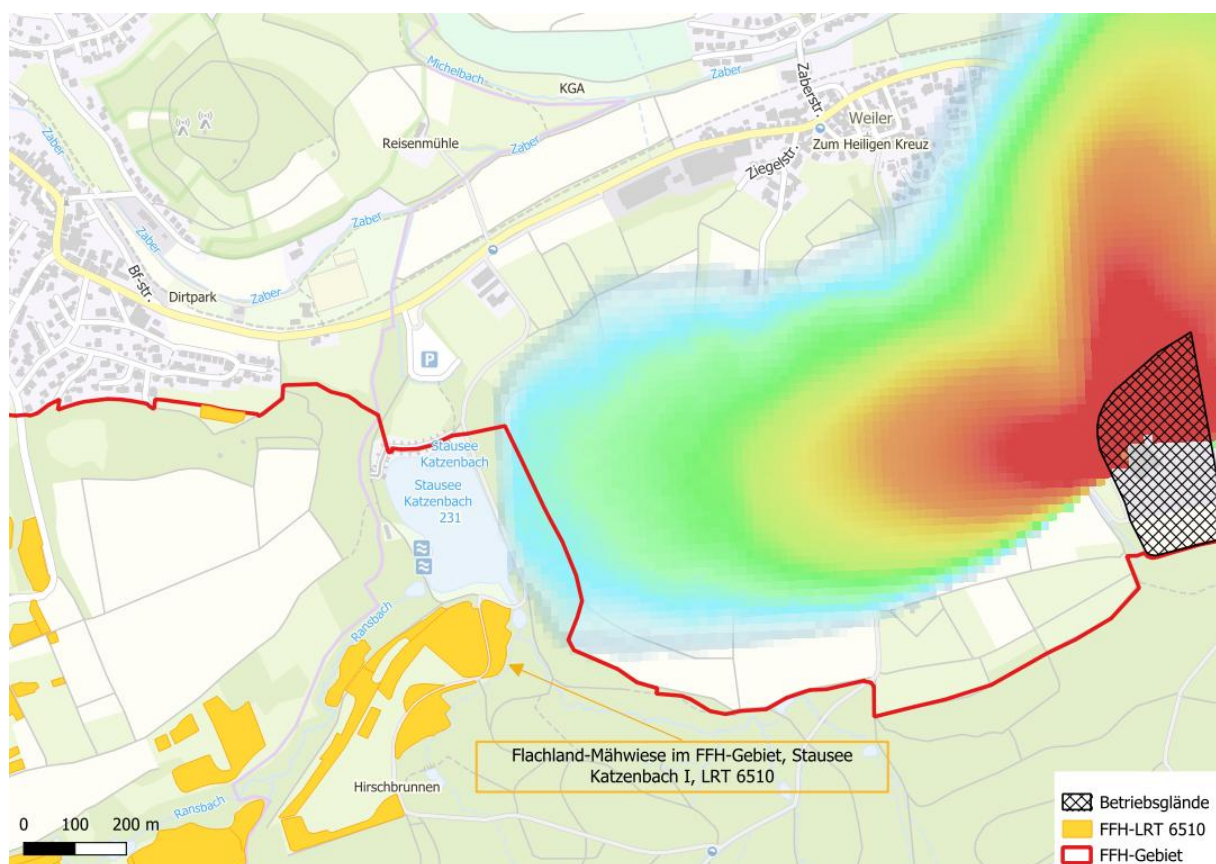 Michelbach
Zaber
KGA
Zaberstr.
Weiler
Zum Heiligen Kreuz
Zaber
Reisenmühle
Zaber
Ziegelstr.
Zaber
Zaber
Bf-str.
Dirtpark
Zaber
P
Stausee
Katzenbach
Stausee
Katzenbach
231
Ransbach
Flachland-Mähwiese im FFH-Gebiet, Stausee
Katzenbach I, LRT 6510
Hirschbrunnen
Ransbach
0 100 200 m
Betriebsglände
FFH-LRT 6510
FFH-Gebiet